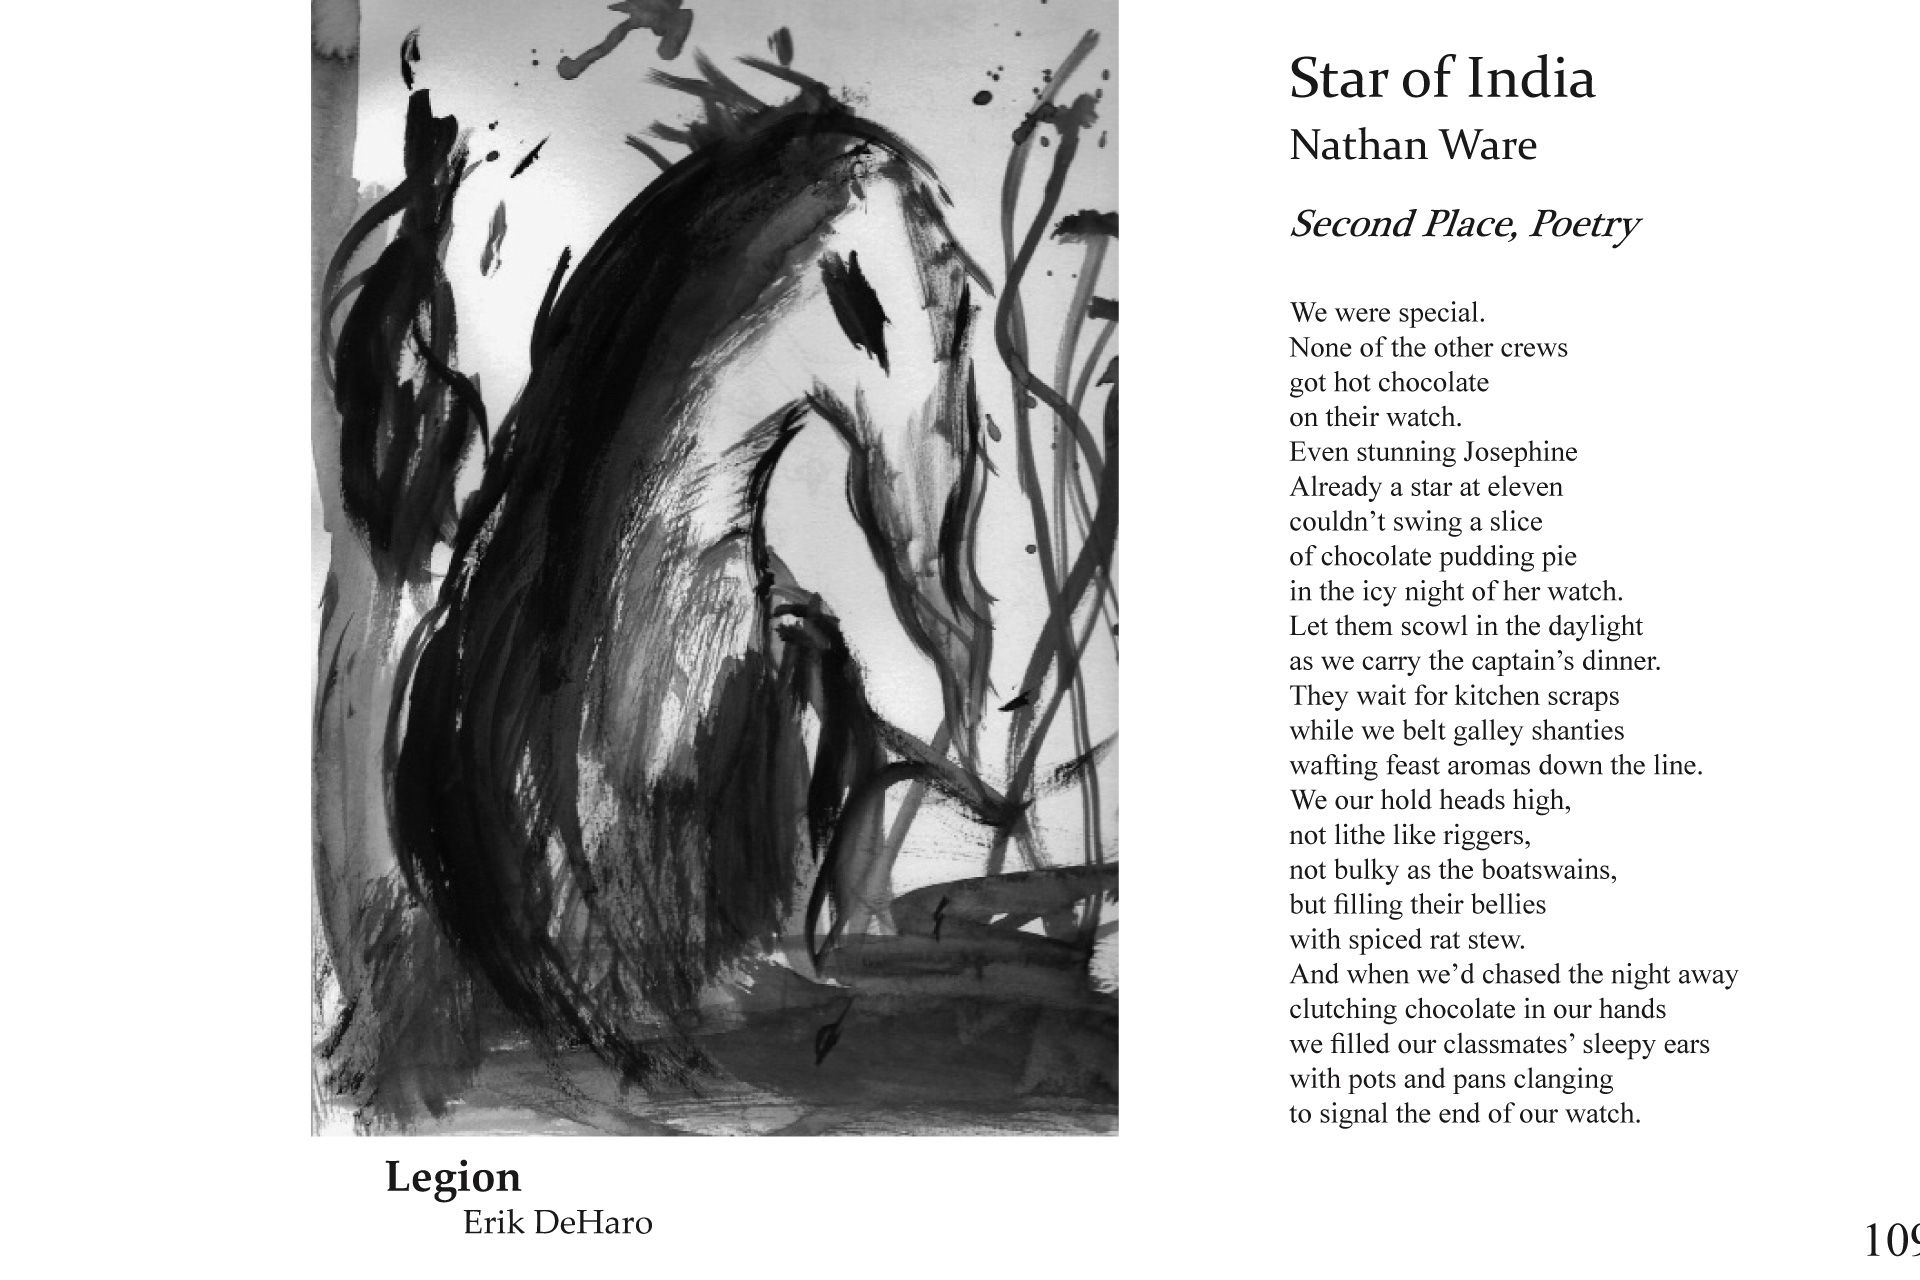 Legion
Erik DeHaro
Star of India
Nathan Ware
Second Place, Poetry
We were special.
None of the other crews
got hot chocolate
on their watch.
Even stunning Josephine
Already a star at eleven
couldn’t swing a slice
of chocolate pudding pie
in the icy night of her watch.
Let them scowl in the daylight
as we carry the captain’s dinner.
They wait for kitchen scraps
while we belt galley shanties
wafting feast aromas down the line.
We our hold heads high,
not lithe like riggers,
not bulky as the boatswains,
but filling their bellies
with spiced rat stew.
And when we’d chased the night away
clutching chocolate in our hands
we filled our classmates’ sleepy ears
with pots and pans clanging
to signal the end of our watch.
109